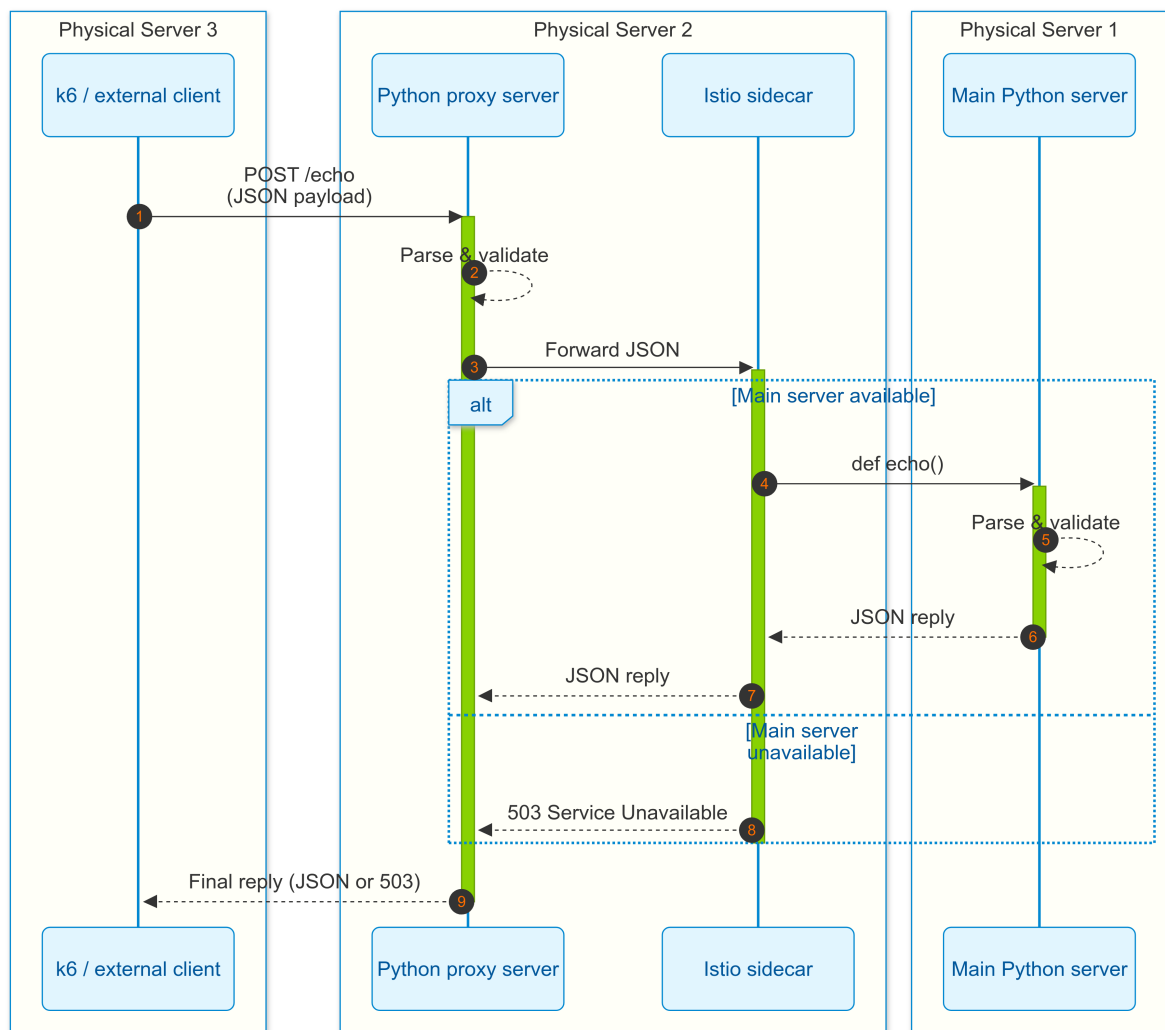 Physical Server 3
Physical Server 2
Physical Server 1
k6 / external client
Python proxy server
Istio sidecar
Main Python server
POST /echo
(JSON payload)
1
Parse & validate
2
Forward JSON
3
alt
[Main server available]
def echo()
4
Parse & validate
5
JSON reply
6
JSON reply
7
[Main server
unavailable]
503 Service Unavailable
8
Final reply (JSON or 503)
9
k6 / external client
Python proxy server
Istio sidecar
Main Python server